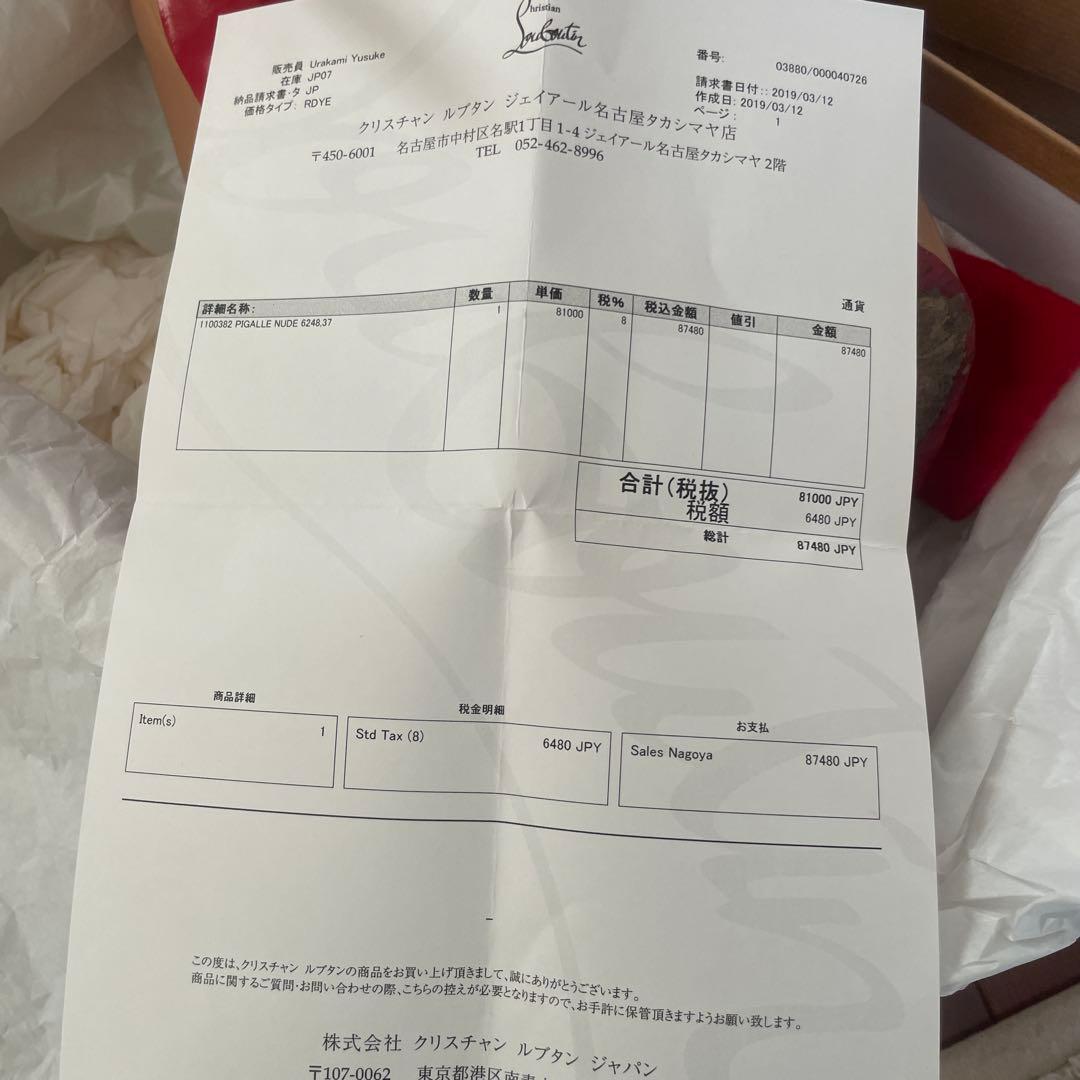 Christian
Louboutin
販売員 Urakami Yusuke
在庫 JP07
納品請求書・タ JP
価格タイプ: RDYE
番号: 03880/000040726
請求書日付:: 2019/03/12
作成日: 2019/03/12
ページ: 1
クリスチャン ルブタン ジェイアール名古屋タカシマヤ店
〒450-6001 名古屋市中村区名駅1丁目1-4 ジェイアール名古屋タカシマヤ 2階
TEL 052-462-8996
通貨
詳細名称: 数量 単価 税% 税込金額 値引 金額
1100382 PIGALLE NUDE 6248,37 1 81000 8 87480 87480
合計(税抜) 81000 JPY
税額 6480 JPY
総計 87480 JPY
商品詳細 税金明細 お支払
Item(s) 1 Std Tax (8) 6480 JPY Sales Nagoya 87480 JPY
この度は、クリスチャン ルブタンの商品をお買い上げ頂きまして、誠にありがとうございます。
商品に関するご質問・お問い合わせの際、こちらの控えが必要となりますので、お手許に保管頂きますようお願い致します。
株式会社 クリスチャン ルブタン ジャパン
〒107-0062 東京都港区南青